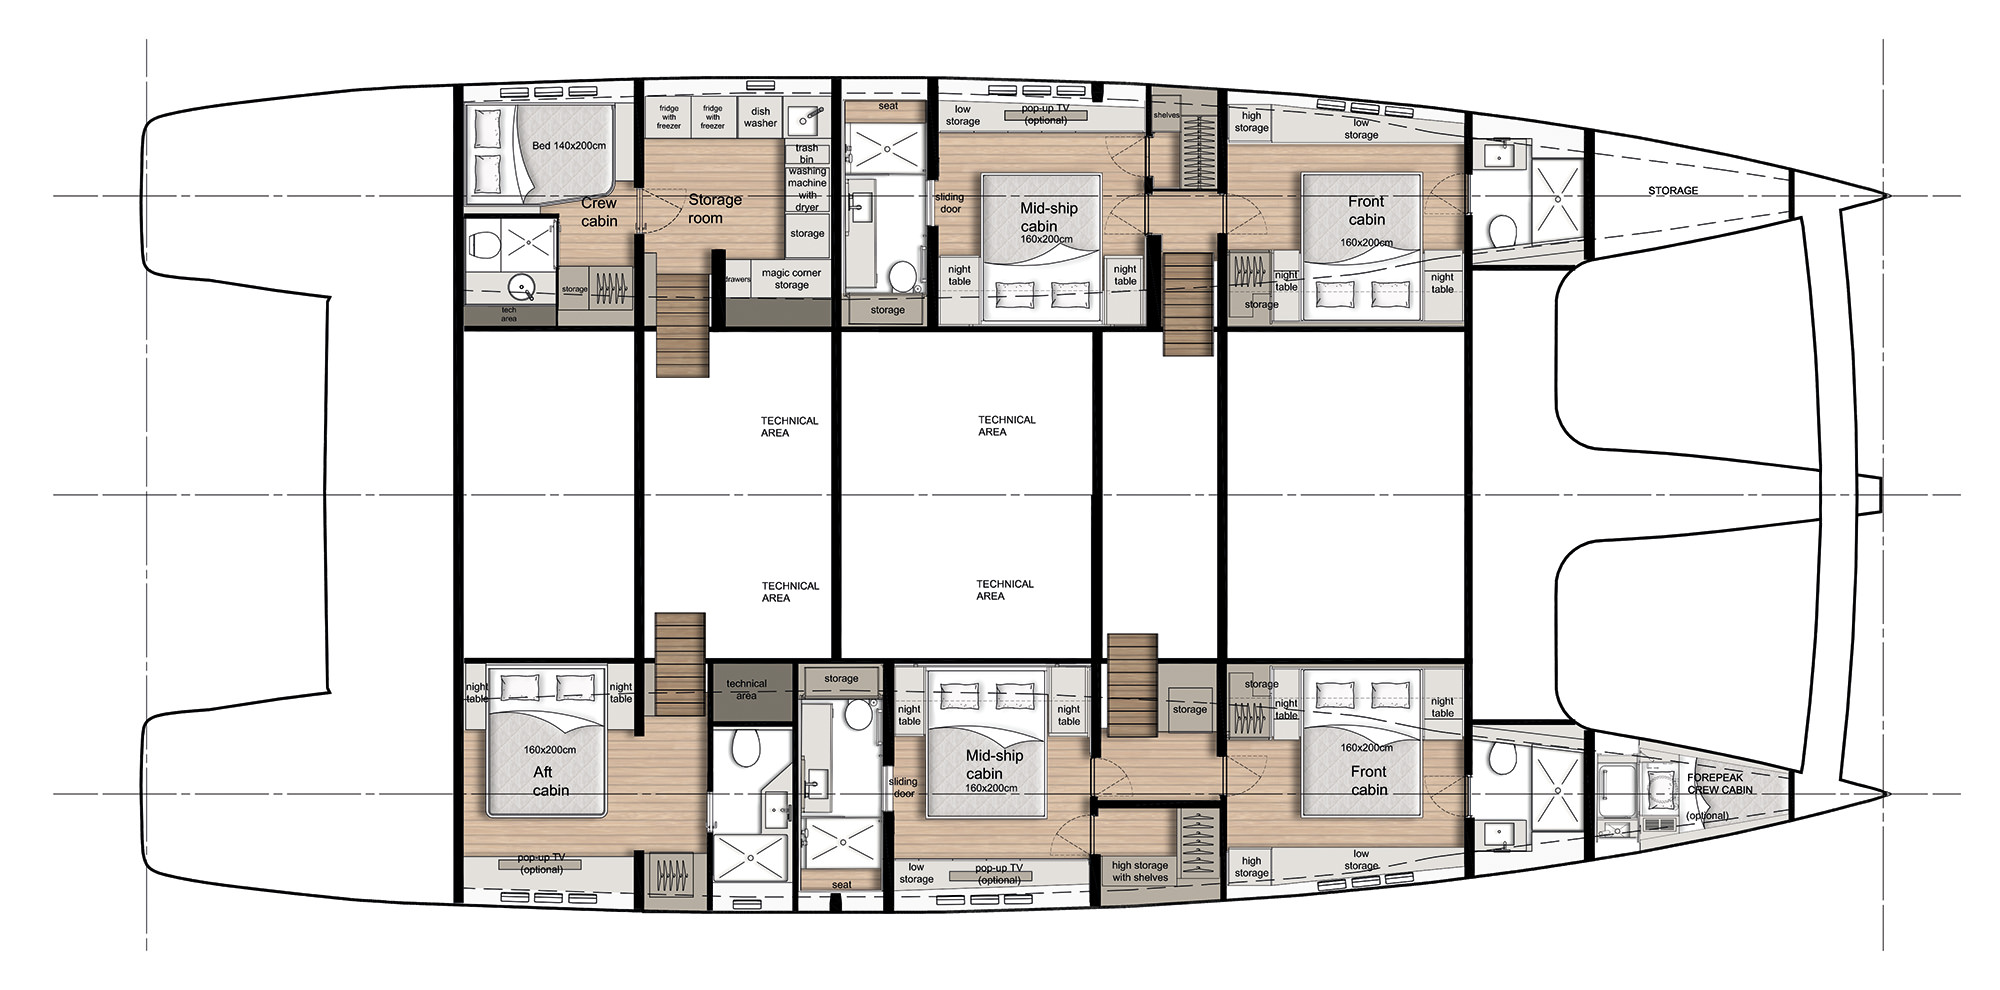 Bed 140x200cm
Crew
cabin
tech
area
storage
fridge
with
freezer
fridge
with
freezer
dish
washer
trash
bin
washing
machine
with
dryer
Storage
room
storage
drawers
magic corner
storage
seat
storage
sliding
door
low
storage
pop-up TV
(optional)
Mid-ship
cabin
160x200cm
night
table
night
table
shelves
high
storage
low
storage
Front
cabin
160x200cm
storage
night
table
night
table
STORAGE
TECHNICAL
AREA
TECHNICAL
AREA
TECHNICAL
AREA
TECHNICAL
AREA
night
table
night
table
160x200cm
Aft
cabin
pop-up TV
(optional)
technical
area
storage
seat
sliding
door
night
table
night
table
Mid-ship
cabin
160x200cm
low
storage
pop-up TV
(optional)
storage
high storage
with shelves
storage
night
table
night
table
160x200cm
Front
cabin
high
storage
low
storage
FOREPEAK
CREW CABIN
(optional)